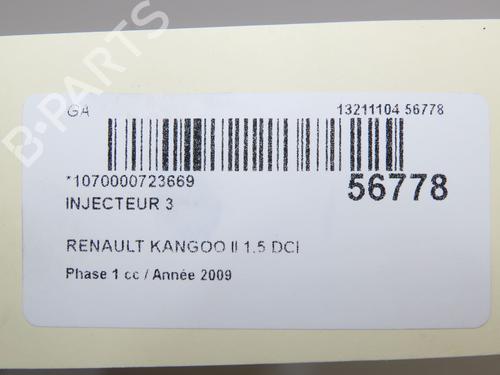 GA
13211104 56778
*1070000723669
56778
INJECTEUR 3
RENAULT KANGOO II 1.5 DCI
Phase 1 cc / Année 2009
B-PARTS